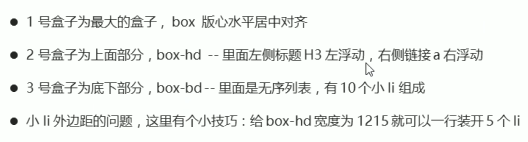 ● 1 号盒子为最大的盒子，box 版心水平居中对齐
● 2 号盒子为上面部分，box-hd -- 里面左侧标题 H3 左浮动，右侧链接 a 右浮动
● 3 号盒子为底下部分，box-bd -- 里面是无序列表，有 10 个小 li 组成
● 小 li 外边距的问题，这里有个小技巧：给 box-hd 宽度为 1215 就可以一行装开 5 个 li